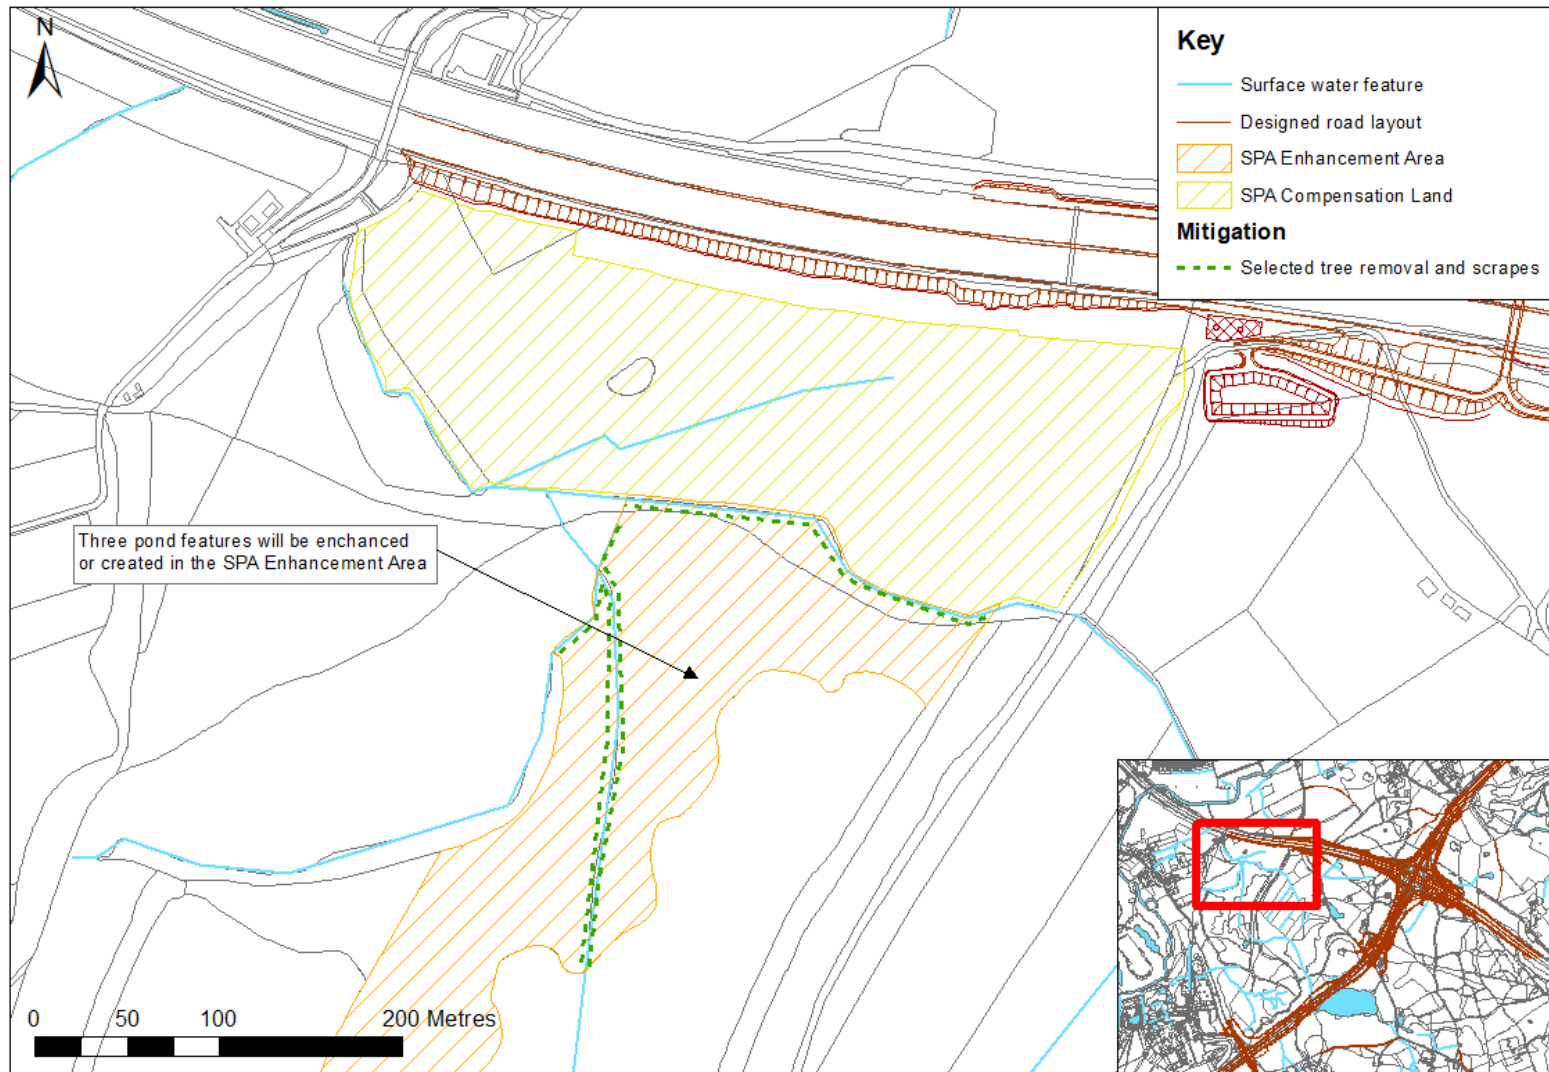 N
Key
Surface water feature
Designed road layout
SPA Enhancement Area
SPA Compensation Land
Mitigation
Selected tree removal and scrapes
Three pond features will be enchanced
or created in the SPA Enhancement Area
0 50 100 200 Metres